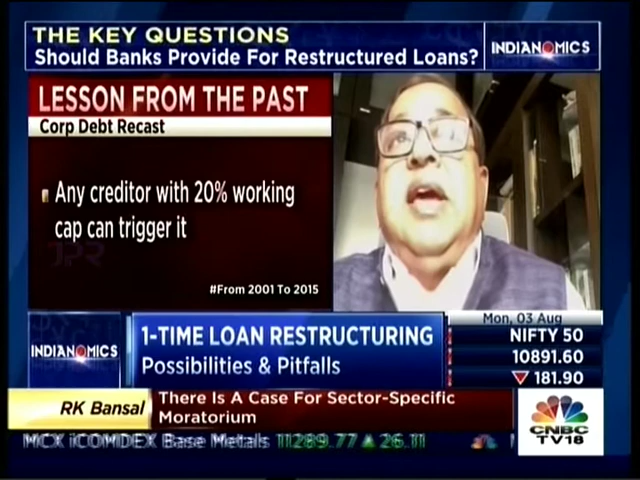 THE KEY QUESTIONS
Should Banks Provide For Restructured Loans?
INDIANOMICS
LESSON FROM THE PAST
Corp Debt Recast
Any creditor with 20% working
cap can trigger it
JPR
#From 2001 To 2015
INDIANOMICS
1-TIME LOAN RESTRUCTURING
Possibilities & Pitfalls
Mon, 03 Aug
NIFTY 50
10891.60
▼ 181.90
RK Bansal
There Is A Case For Sector-Specific
Moratorium
CNBC
TV18
MCX iCOMDEX Base Metals 11289.77 ▲ 26.11